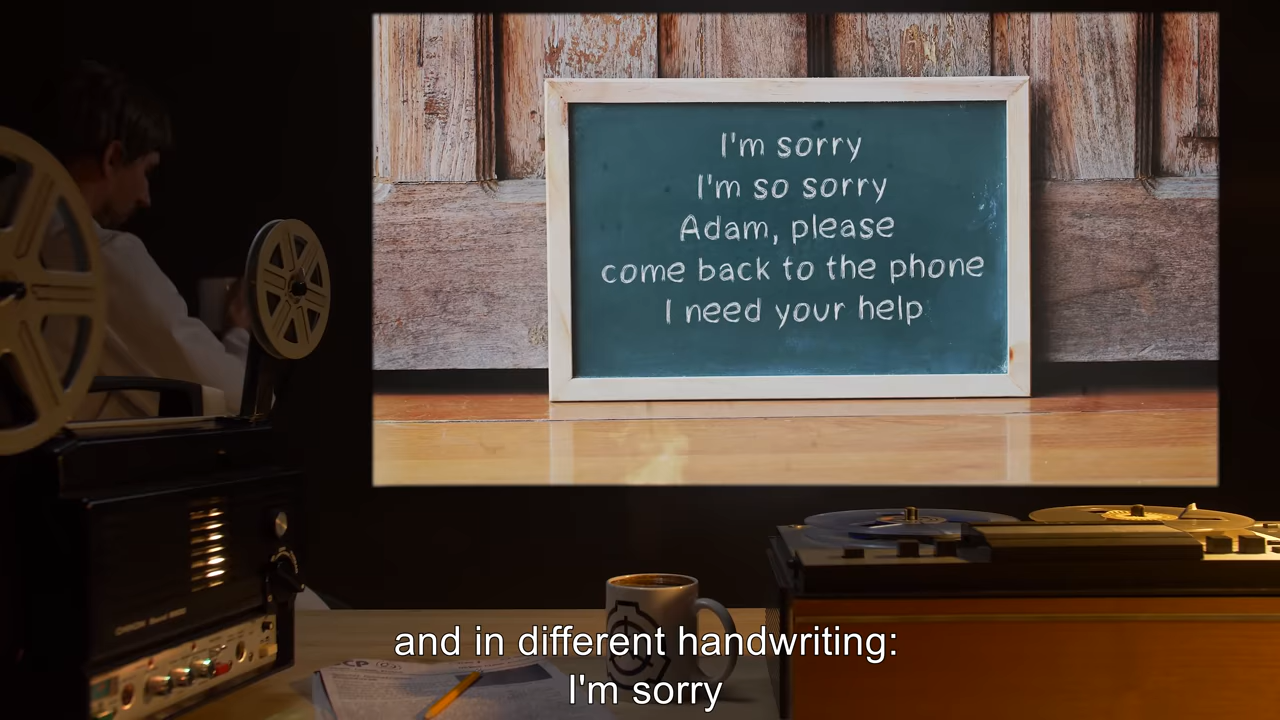 I'm sorry
I'm so sorry
Adam, please
come back to the phone
I need your help
and in different handwriting:
I'm sorry